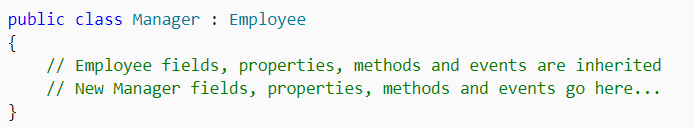 public class Manager : Employee
{
    // Employee fields, properties, methods and events are inherited
    // New Manager fields, properties, methods and events go here...
}